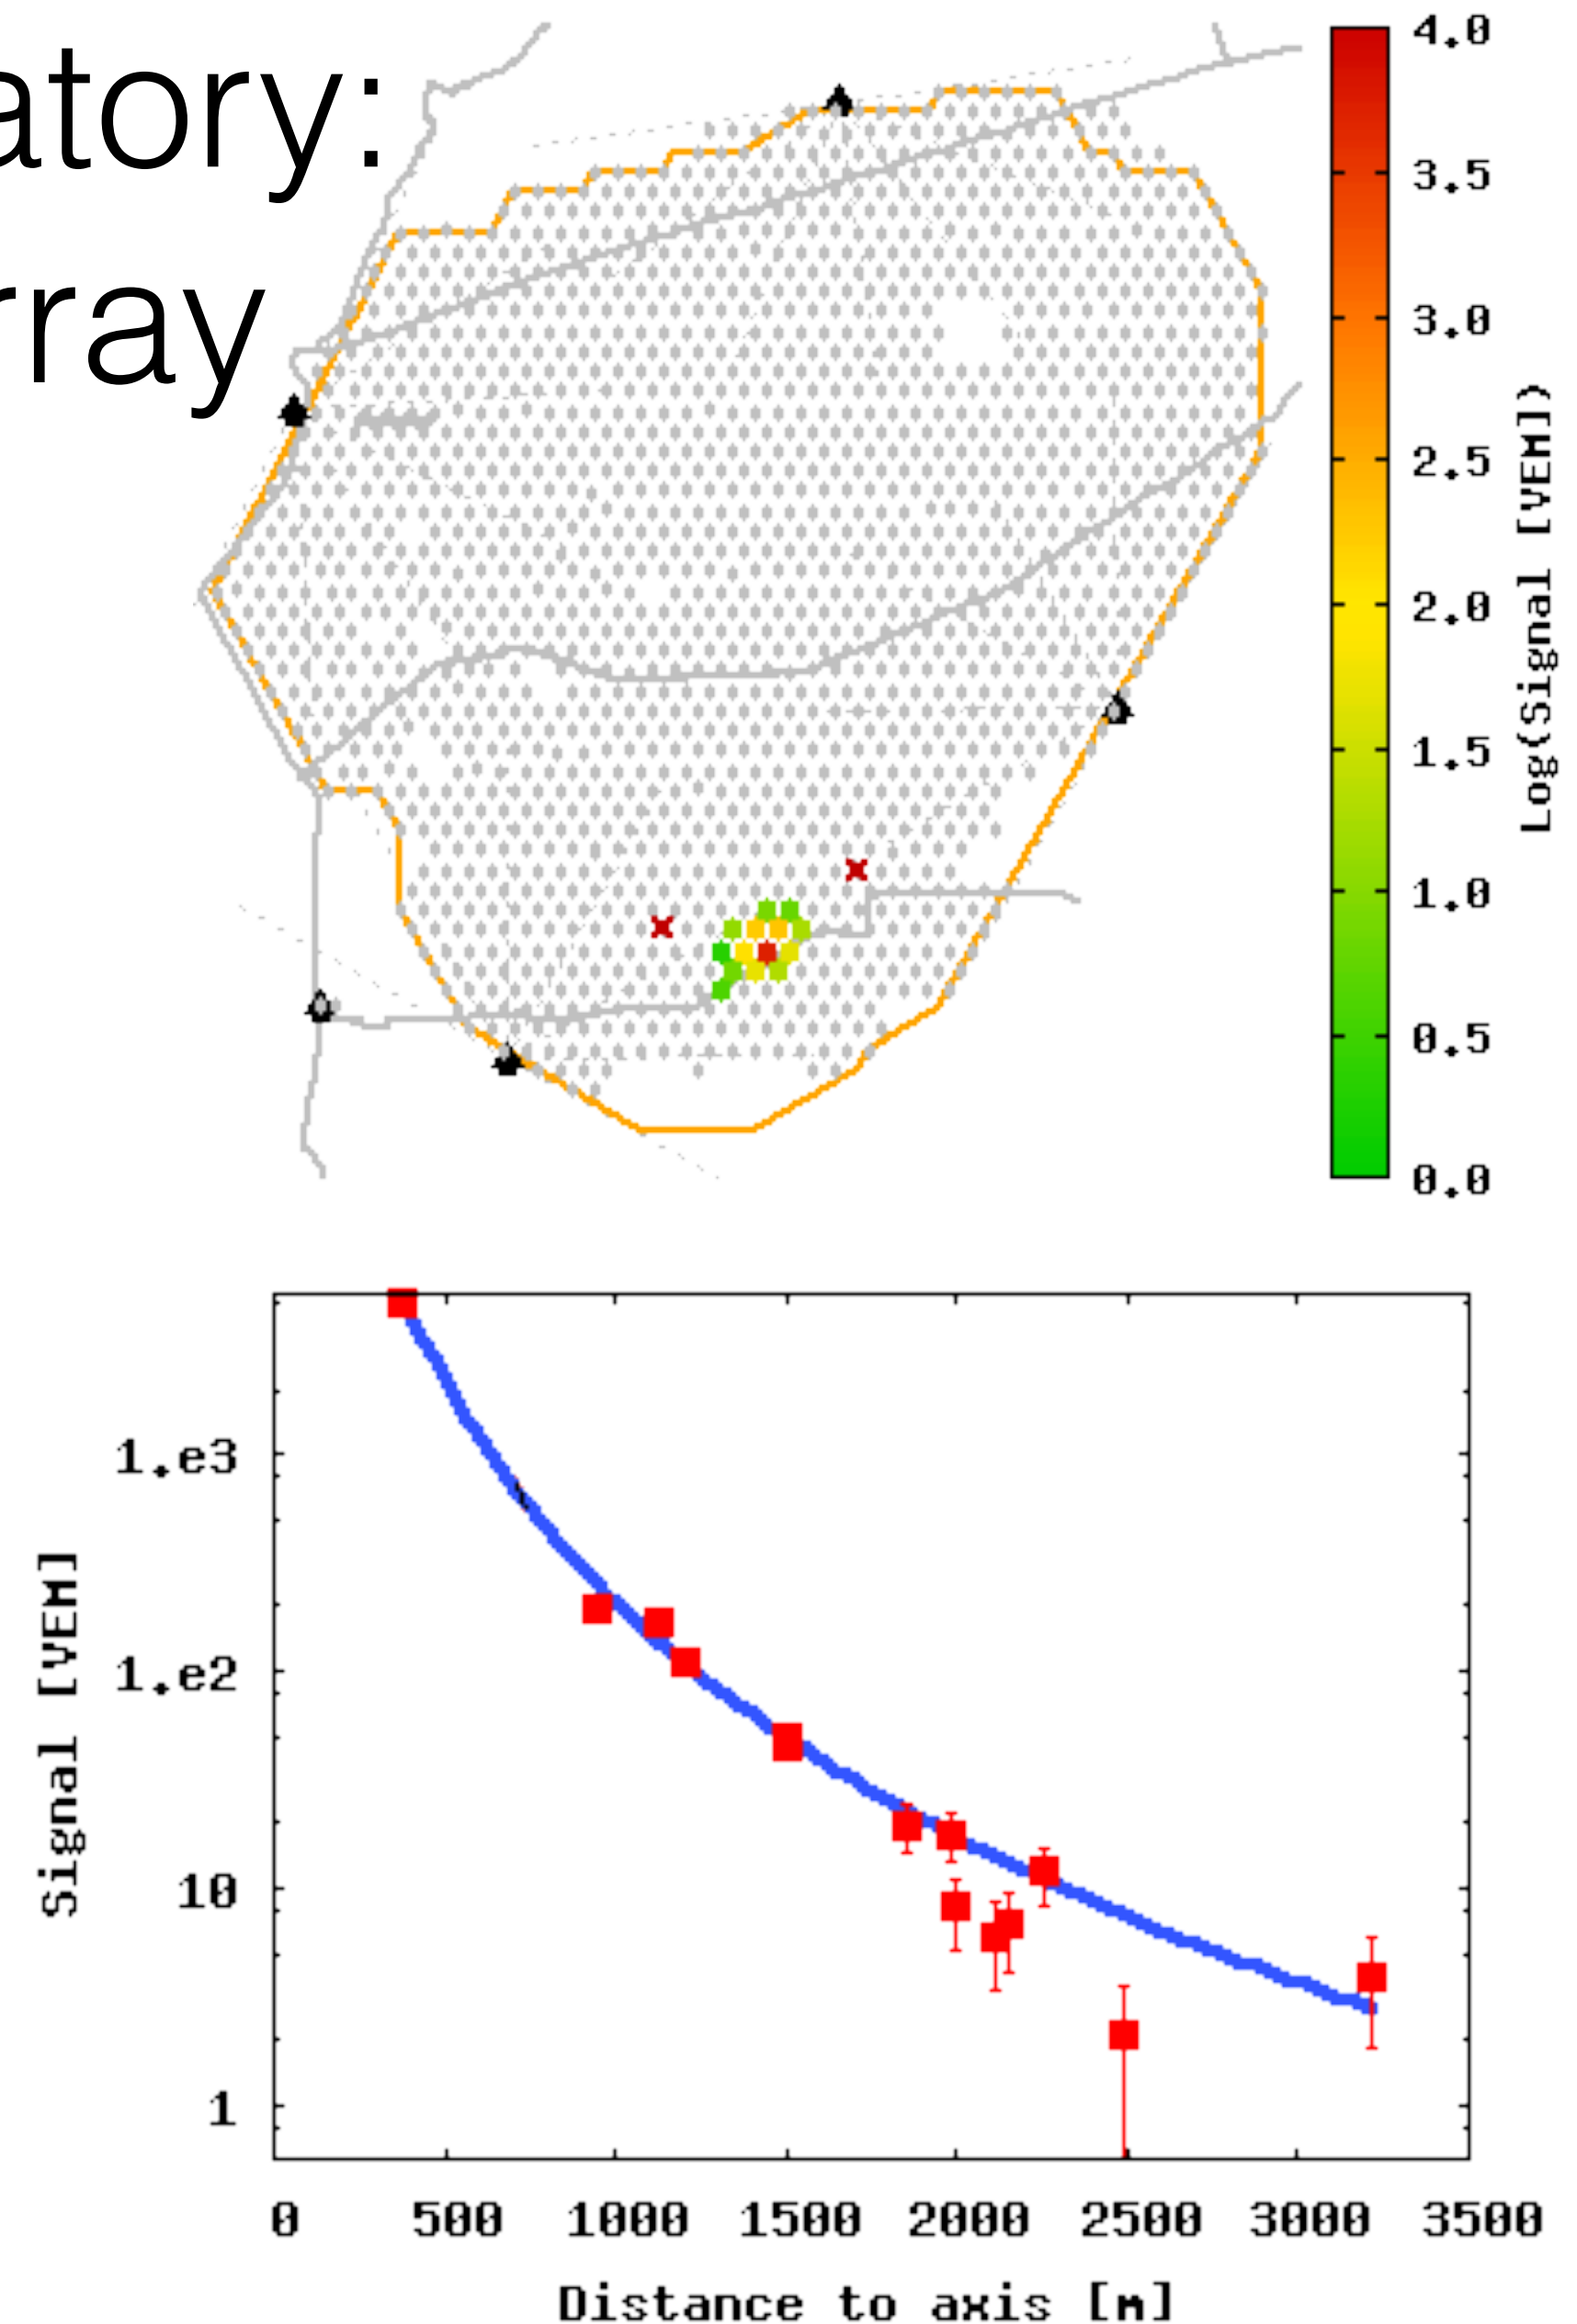 atory:
rray
4.0
3.5
3.0
2.5
2.0
1.5
1.0
0.5
0.0
Log(Signal [VEM])
1.e3
1.e2
10
1
Signal [VEM]
0 500 1000 1500 2000 2500 3000 3500
Distance to axis [m]